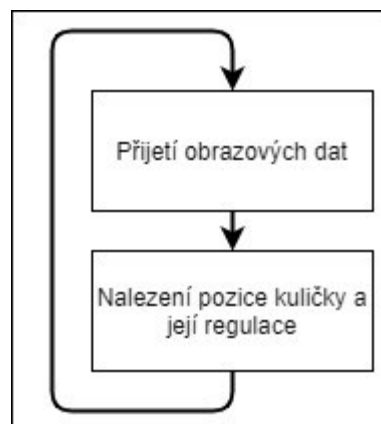 Přijetí obrazových dat
Nalezení pozice kuličky a
její regulace